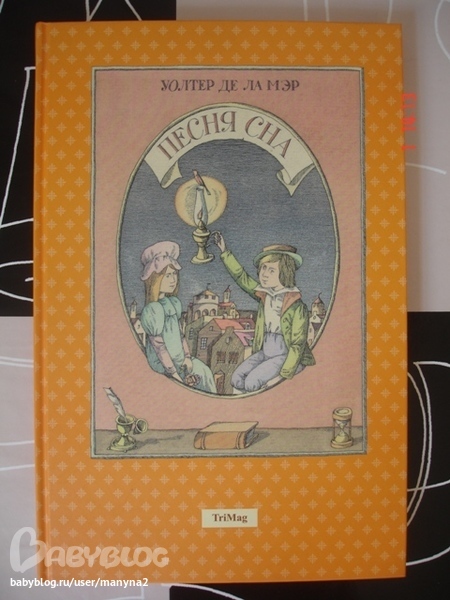 УОЛТЕР ДЕ ЛА МЭР
ПЕСНЯ СНА
TriMag
BABYBLOG
babyblog.ru/user/manyna2